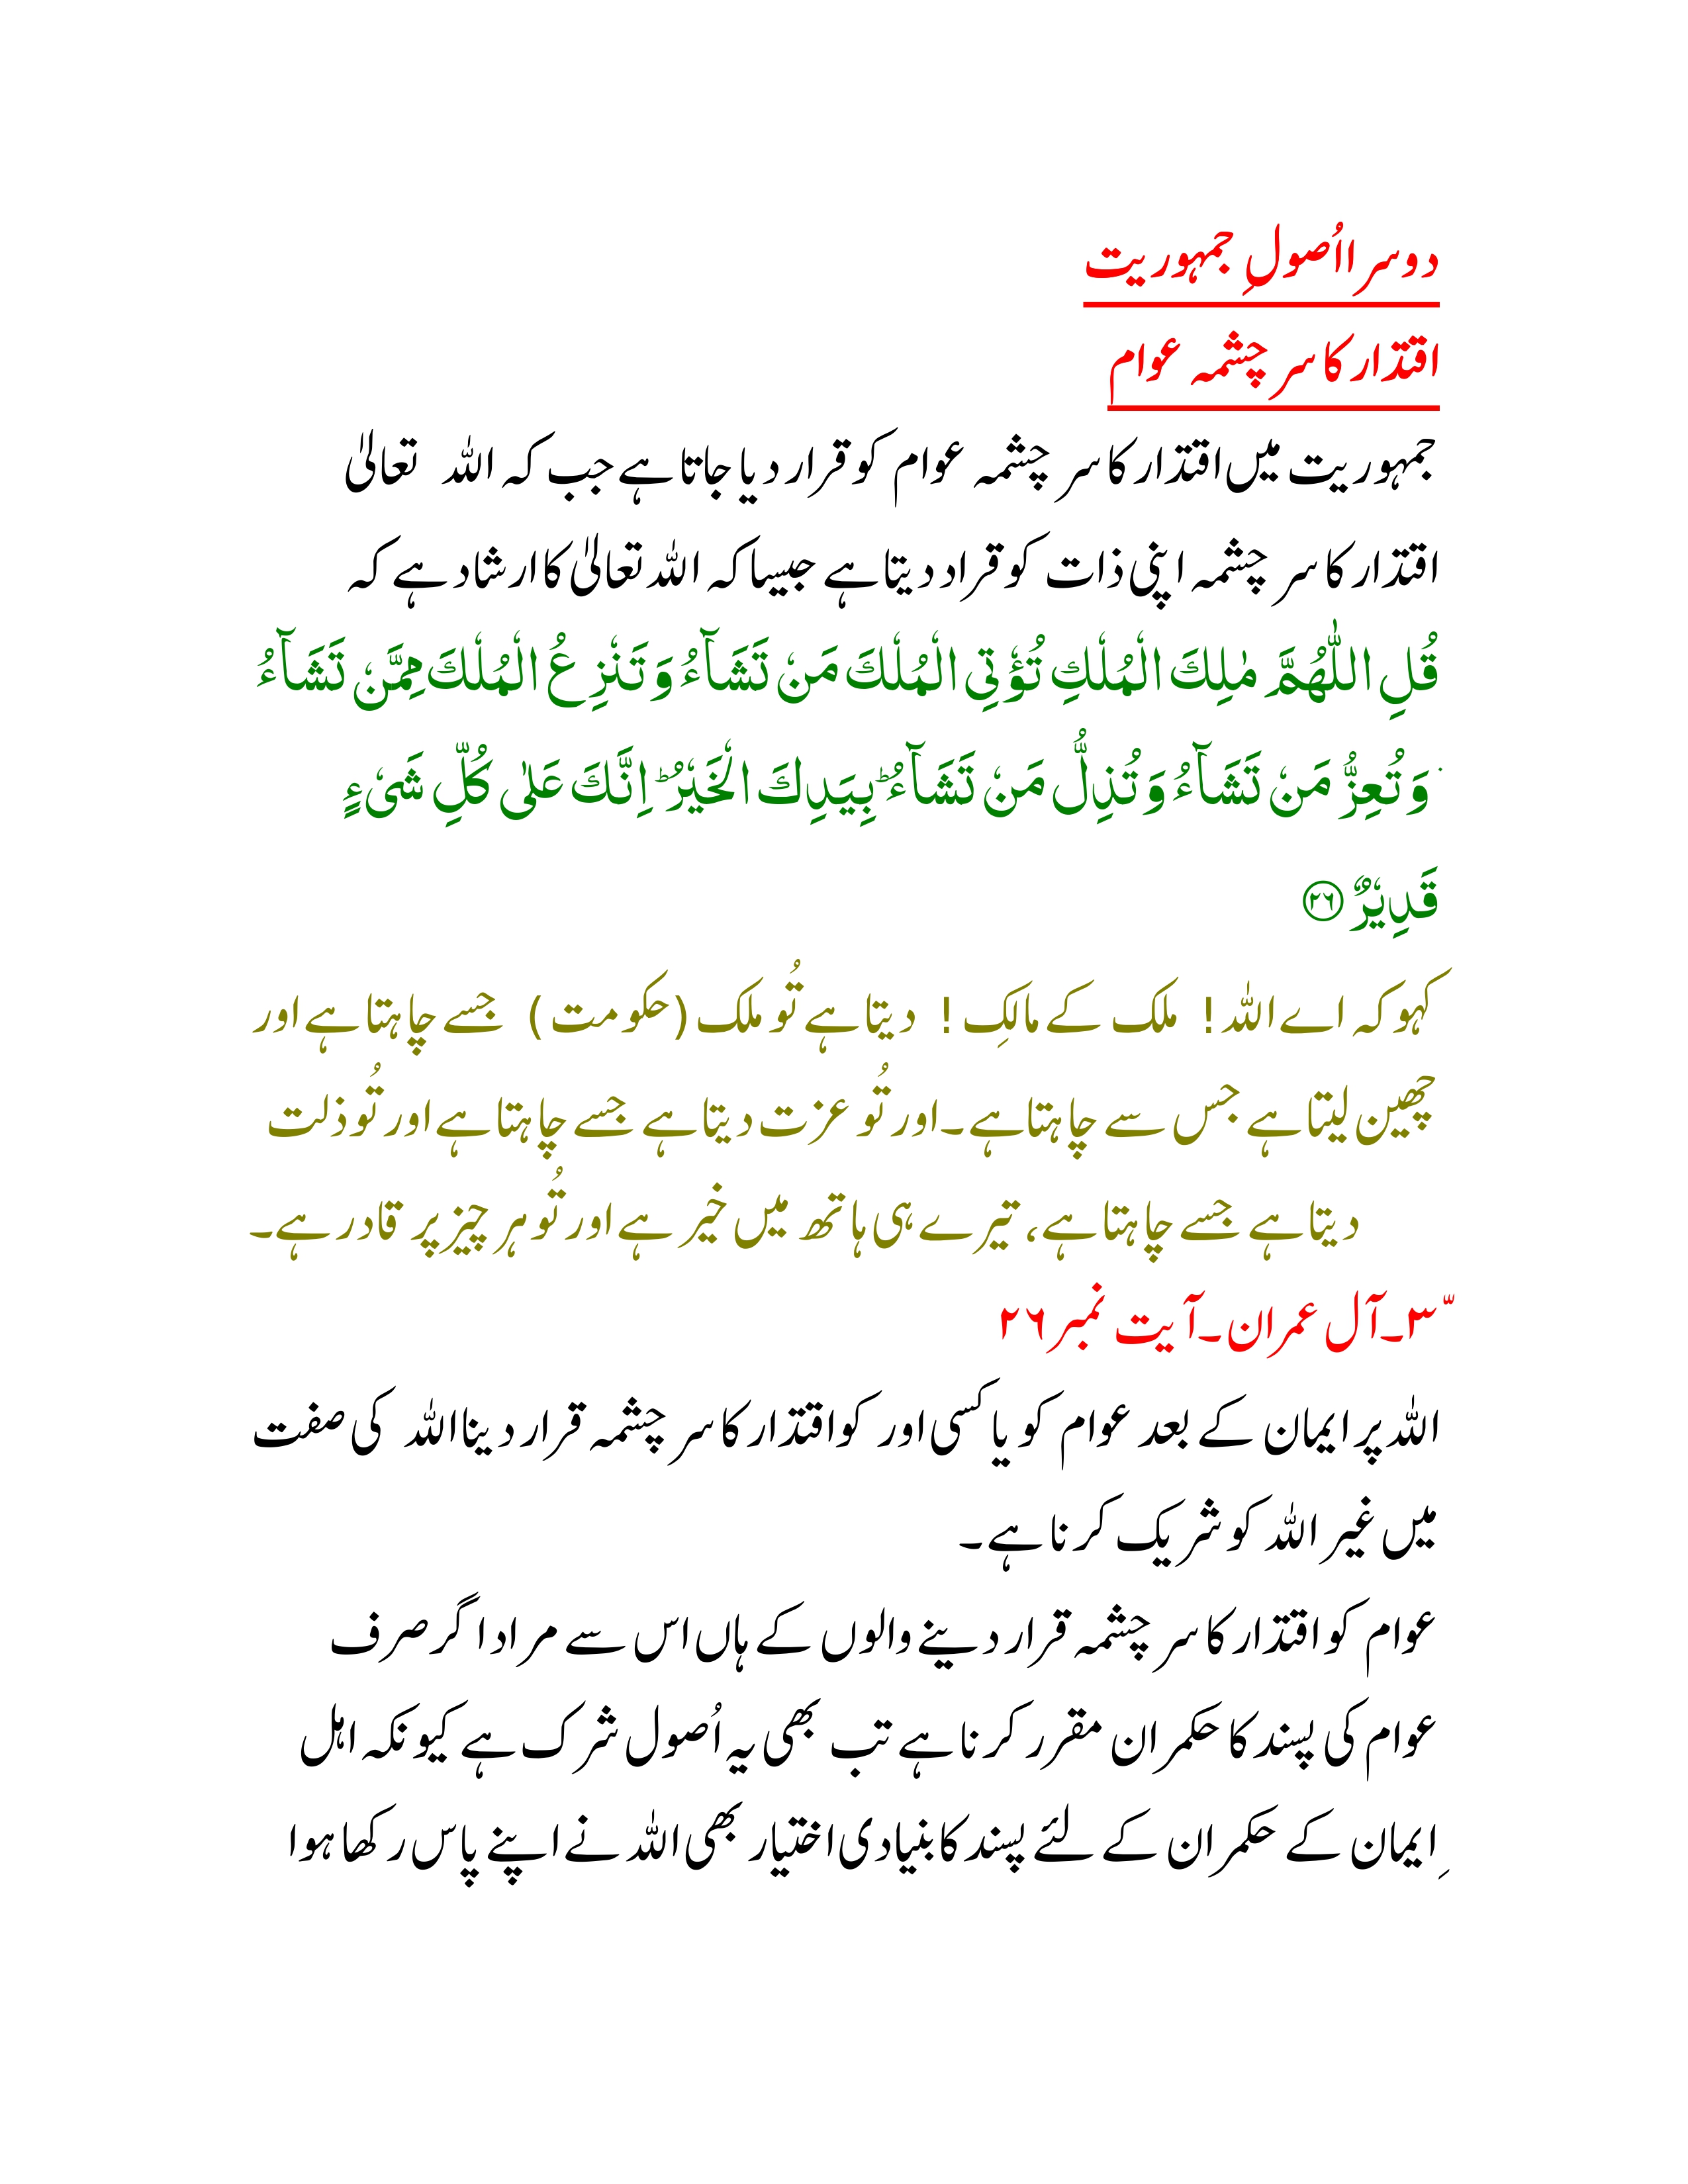 دوسرا اُصولِ جمہوریت
اقتدار کا سر چشمہ عوام
جمہوریت میں اقتدار کا سر چشمہ عوام کو قرار دیا جاتا ہے جب کہ اللہ تعالیٰ
اقتدار کا سر چشمہ اپنی ذات کو قراد دیتا ہے جیسا کہ اللہ تعالیٰ کا ارشاد ہے کہ
قُلِ اللّٰهُمَّ مٰلِكَ الْمُلْكِ تُؤْتِی الْمُلْكَ مَنْ تَشَآءُ وَ تَنْزِعُ الْمُلْكَ مِمَّنْ تَشَآءُ
وَ تُعِزُّ مَنْ تَشَآءُ وَ تُذِلُّ مَنْ تَشَآءُ ؕ بِیَدِكَ الْخَیْرُ ؕ اِنَّكَ عَلٰى كُلِّ شَیْءٍ
قَدِیْرٌ ۝۲۶
کہو کہ اے اللہ! ملک کے مالکِ! دیتا ہے تُو ملک (حکومت) جسے چاہتا ہے اور
چھین لیتا ہے جس سے چاہتا ہے۔ اور تُو عزت دیتا ہے جسے چاہتا ہے اور تُو ذلت
دیتا ہے جسے چاہتا ہے، تیرے ہی ہاتھ میں خیر ہے اور تُو ہر چیز پر قادر ہے۔
۳۔آل عمران۔آیت نمبر ۲۶
اللہ پر ایمان کے بعد عوام کو یا کسی اور کو اقتدار کا سر چشمہ قرار دینا اللہ کی صفت
میں غیر اللہ کو شریک کرنا ہے۔
عوام کو اقتدار کا سر چشمہ قرار دینے والوں کے ہاں اس سے مراد اگر صرف
عوام کی پسند کا حکمران مقرر کرنا ہے تب بھی یہ اُصول شرک ہے کیونکہ اہل
ِایمان کے حکمران کے لئے پسند کا بنیادی اختیار بھی اللہ نے اپنے پاس رکھا ہوا